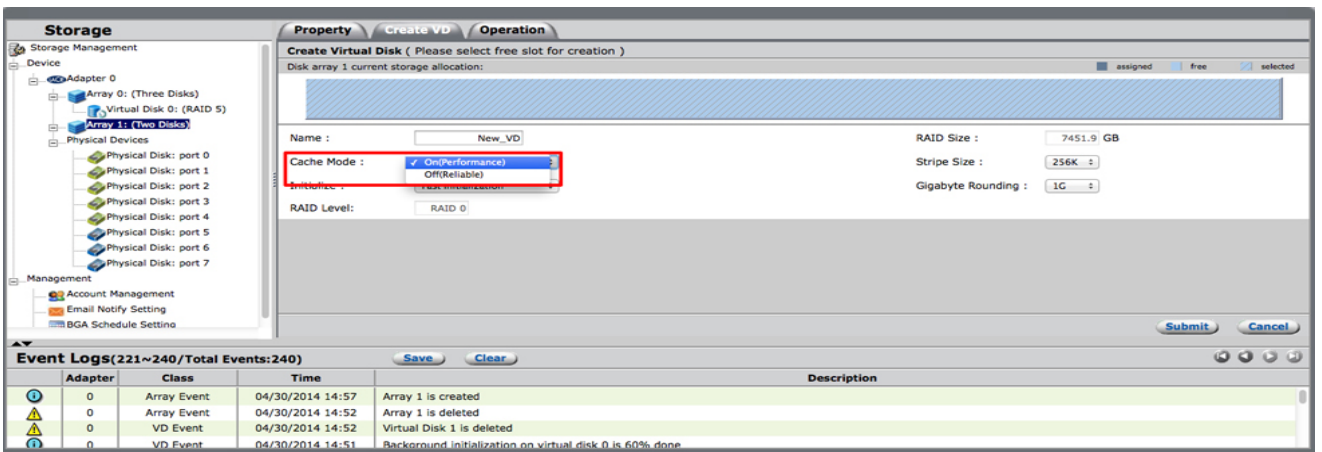 Storage
Storage Management
Device
Adapter 0
Array 0: (Three Disks)
Virtual Disk 0: (RAID 5)
Array 1: (Two Disks)
Physical Devices
Physical Disk: port 0
Physical Disk: port 1
Physical Disk: port 2
Physical Disk: port 3
Physical Disk: port 4
Physical Disk: port 5
Physical Disk: port 6
Physical Disk: port 7
Management
Account Management
Email Notify Setting
BGA Schedule Setting
Property Create VD Operation
Create Virtual Disk ( Please select free slot for creation )
Disk array 1 current storage allocation: assigned free selected
Name : New_VD RAID Size : 7451.9 GB
Cache Mode : ✓ On(Performance) Stripe Size : 256K
Off(Reliable)
Initialize : Fast Initialization Gigabyte Rounding : 1G
RAID Level: RAID 0
Submit Cancel
Event Logs(221~240/Total Events:240) Save Clear
Adapter Class Time Description
0 Array Event 04/30/2014 14:57 Array 1 is created
0 Array Event 04/30/2014 14:52 Array 1 is deleted
0 VD Event 04/30/2014 14:52 Virtual Disk 1 is deleted
0 VD Event 04/30/2014 14:51 Background initialization on virtual disk 0 is 60% done.